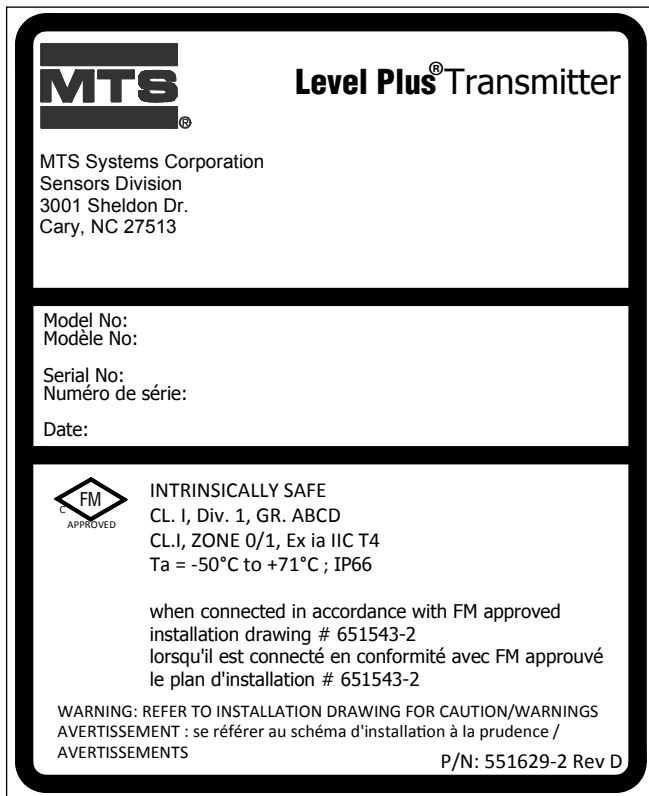 MTS®
Level Plus® Transmitter
MTS Systems Corporation
Sensors Division
3001 Sheldon Dr.
Cary, NC 27513
Model No:
Modèle No:
Serial No:
Numéro de série:
Date:
FM
C
APPROVED
INTRINSICALLY SAFE
CL. I, Div. 1, GR. ABCD
CL.I, ZONE 0/1, Ex ia IIC T4
Ta = -50°C to +71°C ; IP66
when connected in accordance with FM approved
installation drawing # 651543-2
lorsqu'il est connecté en conformité avec FM approuvé
le plan d'installation # 651543-2
WARNING: REFER TO INSTALLATION DRAWING FOR CAUTION/WARNINGS
AVERTISSEMENT : se référer au schéma d'installation à la prudence /
AVERTISSEMENTS
P/N: 551629-2 Rev D